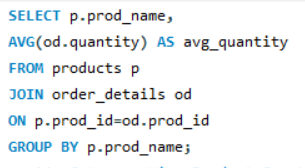 SELECT p.prod_name,
AVG(od.quantity) AS avg_quantity
FROM products p
JOIN order_details od
ON p.prod_id=od.prod_id
GROUP BY p.prod_name;